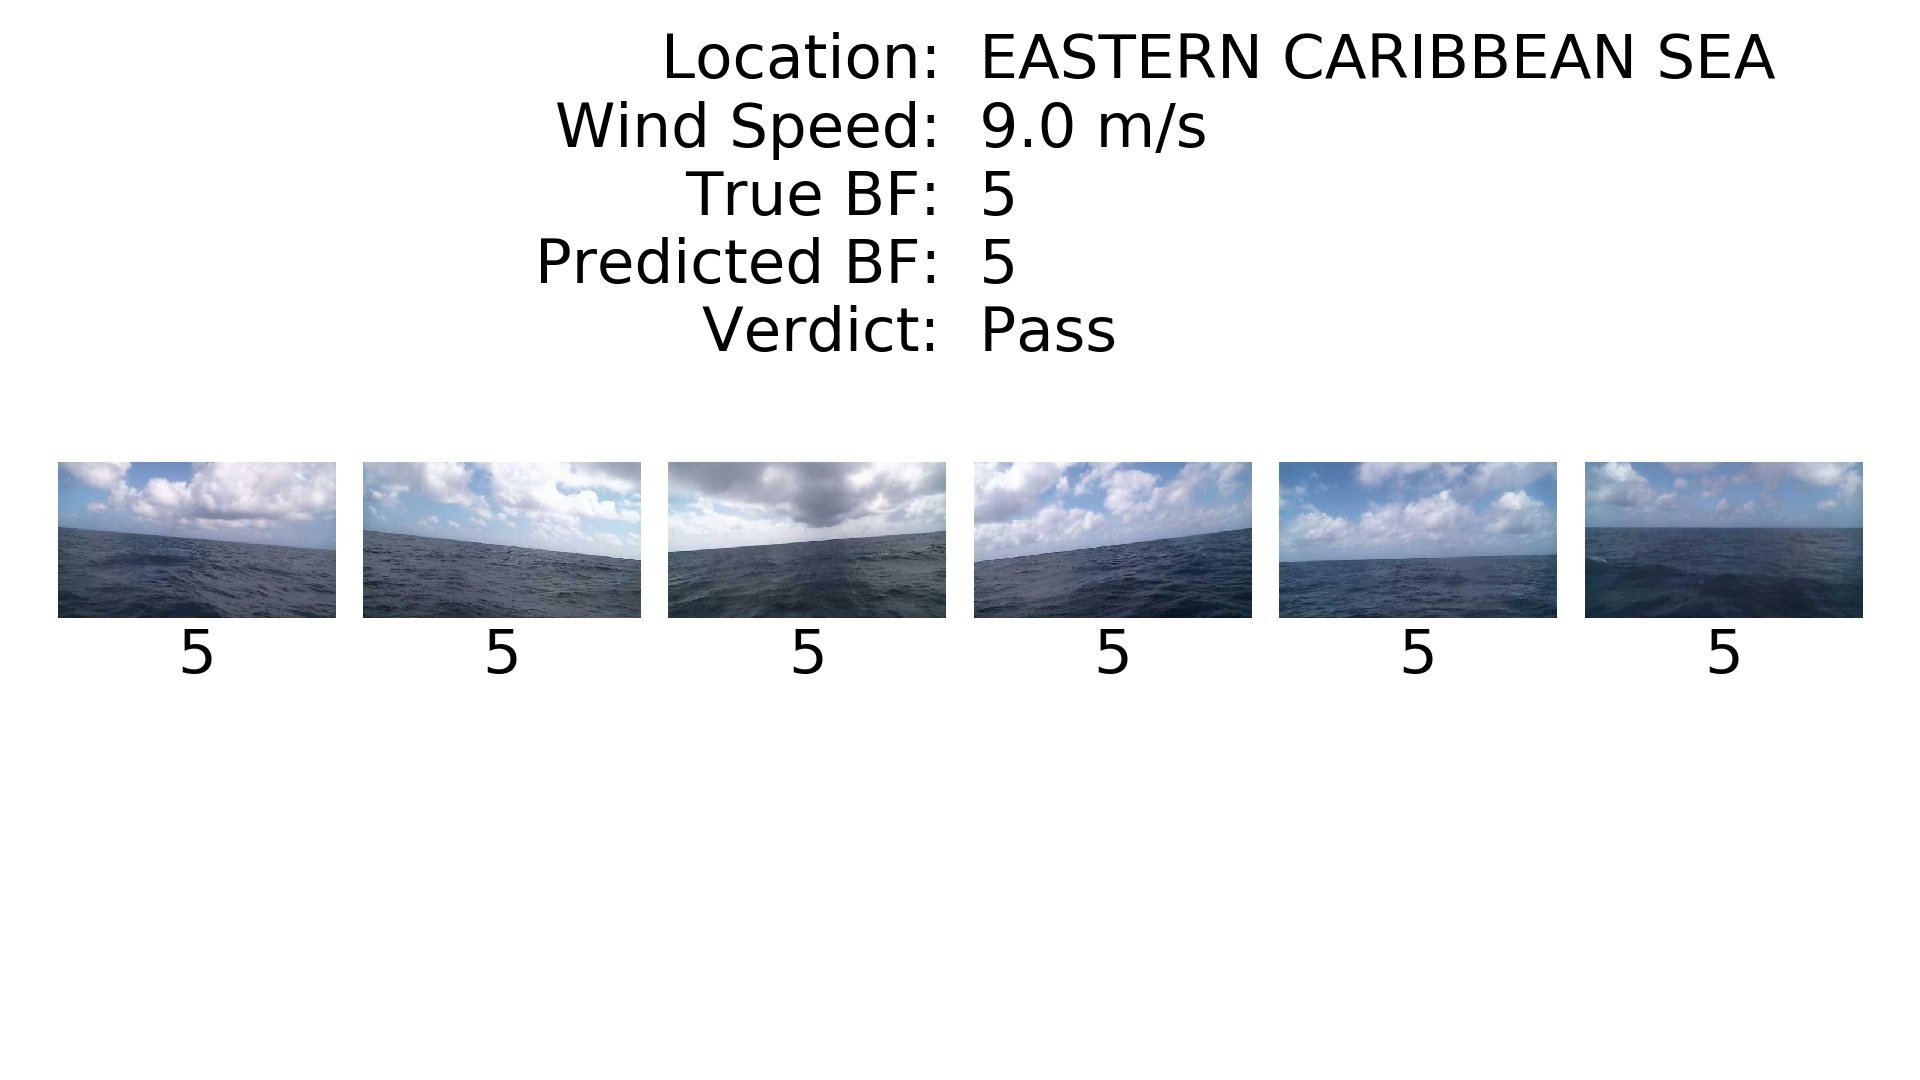 Location: EASTERN CARIBBEAN SEA
Wind Speed: 9.0 m/s
True BF: 5
Predicted BF: 5
Verdict: Pass
5 5 5 5 5 5